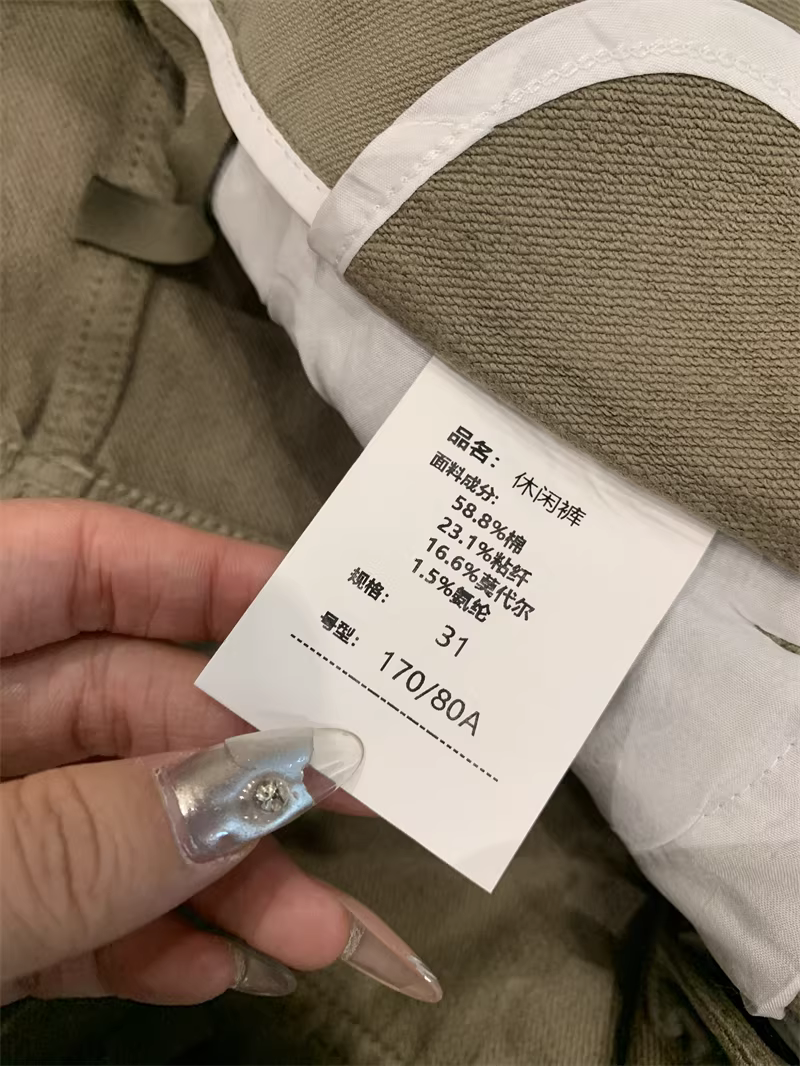 品名：休闲裤
面料成分:
58.8%棉
23.1%粘纤
16.6%莫代尔
1.5%氨纶
规格： 31
号型： 170/80A